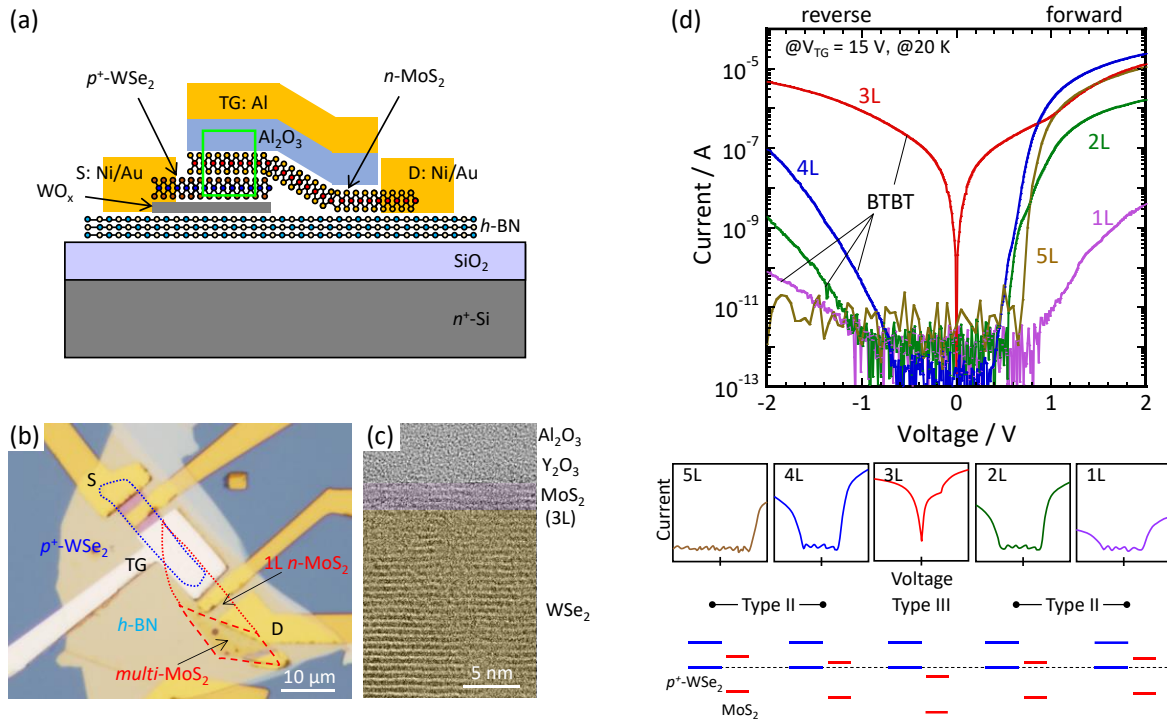 (a)
p⁺-WSe₂
n-MoS₂
TG: Al
Al₂O₃
S: Ni/Au
D: Ni/Au
WOₓ
h-BN
SiO₂
n⁺-Si
(b)
S
p⁺-WSe₂
TG
1L n-MoS₂
h-BN
D
multi-MoS₂
10 μm
(c)
Al₂O₃
Y₂O₃
MoS₂
(3L)
WSe₂
5 nm
(d)
reverse
forward
@V_TG = 15 V, @20 K
3L
4L
2L
BTBT
1L
5L
Current / A
10⁻⁵
10⁻⁷
10⁻⁹
10⁻¹¹
10⁻¹³
-2
-1
0
1
2
Voltage / V
5L
4L
3L
2L
1L
Current
Voltage
Type II
Type III
Type II
p⁺-WSe₂
MoS₂